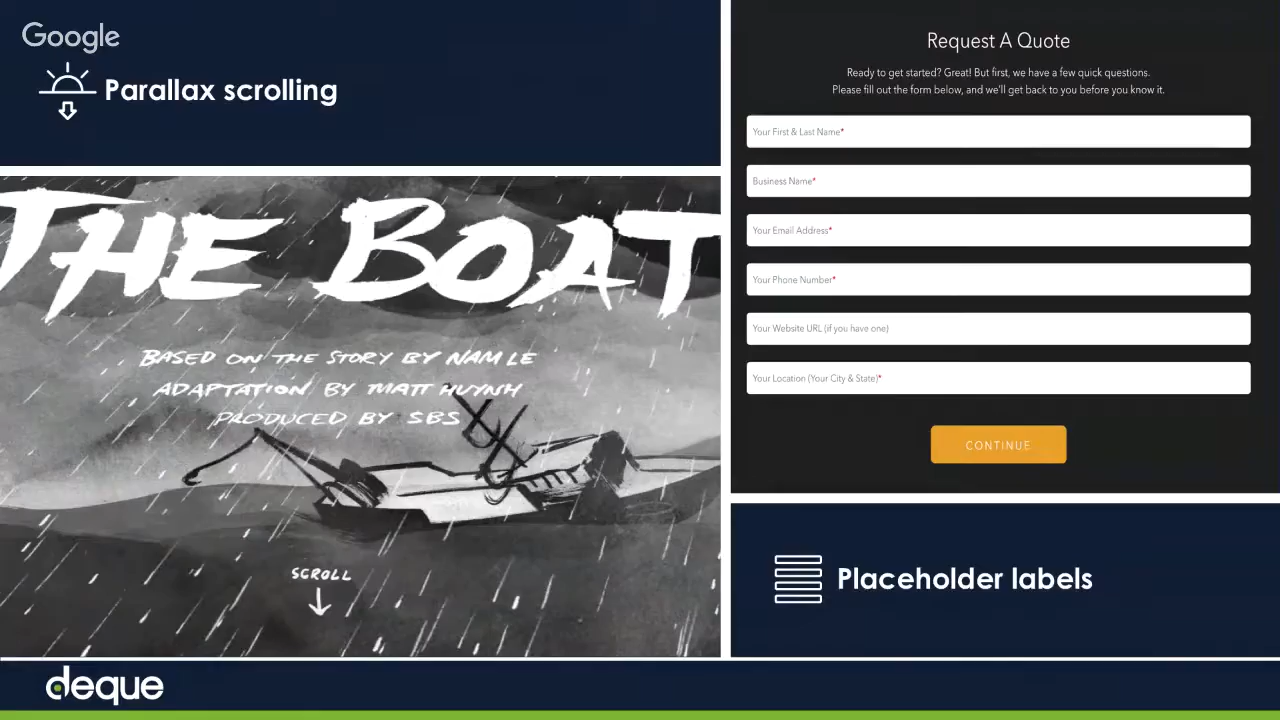 Google
Parallax scrolling
THE BOAT
BASED ON THE STORY BY NAM LE
ADAPTATION BY MATT HUYNH
PRODUCED BY SBS
SCROLL
Request A Quote
Ready to get started? Great! But first, we have a few quick questions.
Please fill out the form below, and we'll get back to you before you know it.
Your First & Last Name*
Business Name*
Your Email Address*
Your Phone Number*
Your Website URL (if you have one)
Your Location (Your City & State)*
CONTINUE
Placeholder labels
deque